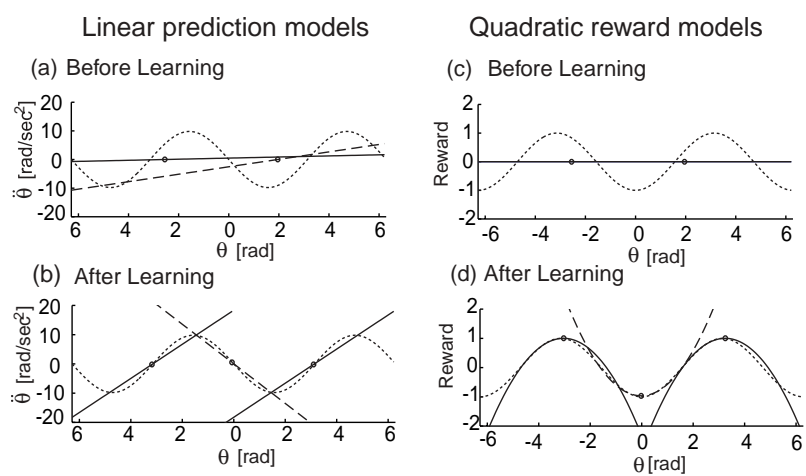 Linear prediction models
Quadratic reward models
(a) Before Learning
(c) Before Learning
20
10
0
-10
-20
θ̈ [rad/sec²]
6 4 2 0 2 4 6
θ [rad]
2
1
0
-1
-2
Reward
-6 -4 -2 0 2 4 6
θ [rad]
(b) After Learning
(d) After Learning
20
10
0
-10
-20
θ̈ [rad/sec²]
6 4 2 0 2 4 6
θ [rad]
2
1
0
-1
-2
Reward
-6 -4 -2 0 2 4 6
θ [rad]